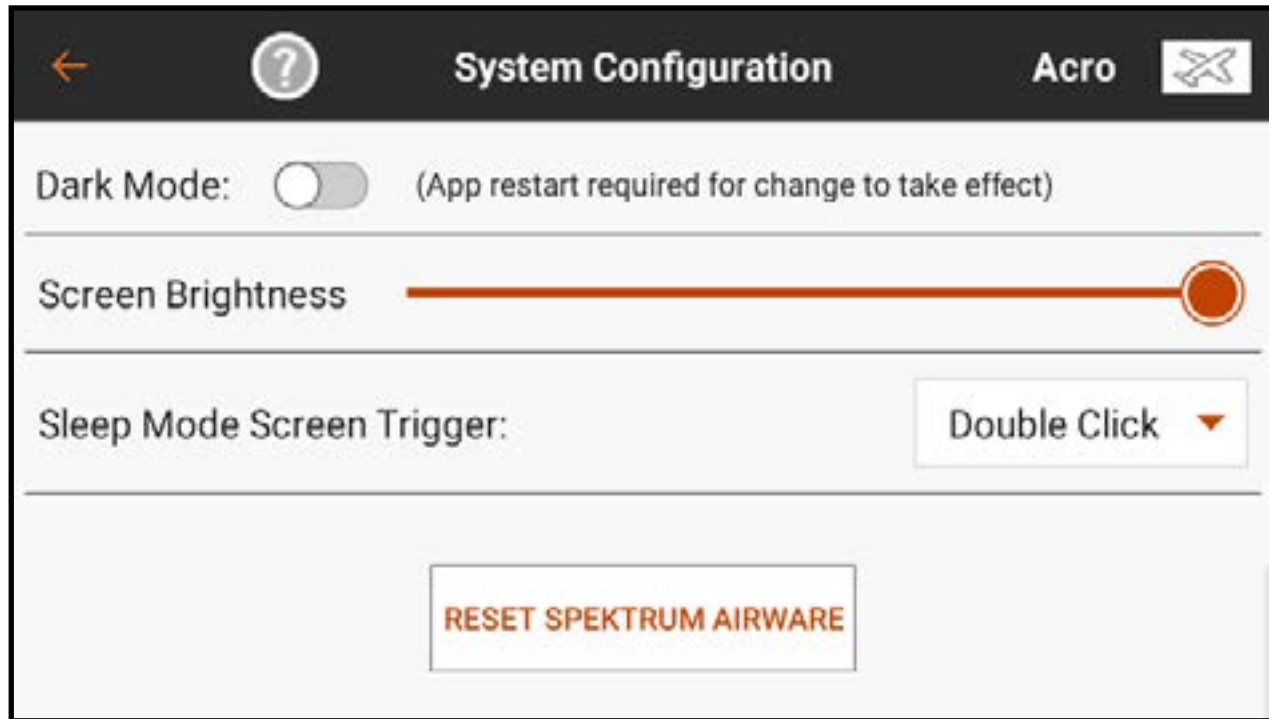 ? System Configuration Acro
Dark Mode: (App restart required for change to take effect)
Screen Brightness
Sleep Mode Screen Trigger: Double Click
RESET SPEKTRUM AIRWARE